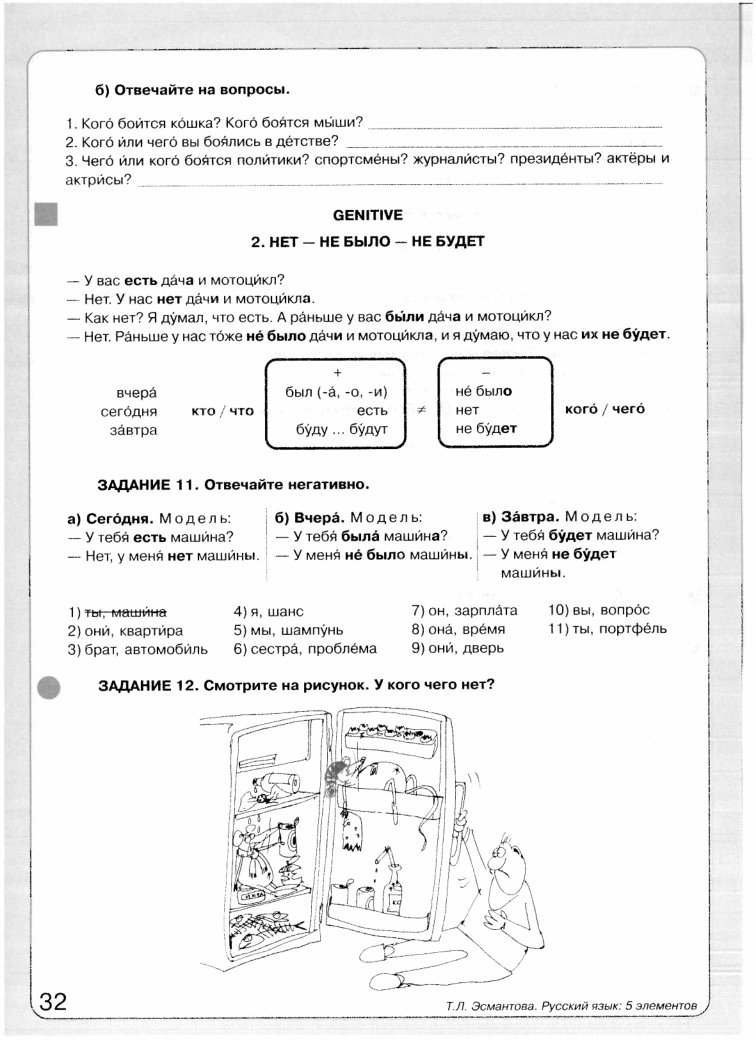 б) Отвечайте на вопросы.
1. Кого́ бои́тся ко́шка? Кого́ боя́тся мы́ши?
2. Кого́ и́ли чего́ вы боя́лись в де́тстве?
3. Чего́ и́ли кого́ боя́тся поли́тики? спортсме́ны? журнали́сты? президе́нты? актёры и
актри́сы?
GENITIVE
2. НЕТ — НЕ БЫЛО — НЕ БУДЕТ
— У вас есть да́ча и мотоци́кл?
— Нет. У нас нет да́чи и мотоци́кла.
— Как нет? Я ду́мал, что есть. А ра́ньше у вас бы́ли да́ча и мотоци́кл?
— Нет. Ра́ньше у нас то́же не́ было да́чи и мотоци́кла, и я ду́маю, что у нас их не бу́дет.
+ –
вчера́ был (-а́, -о, -и) не́ было
сего́дня кто / что есть ≠ нет кого́ / чего́
за́втра бу́ду ... бу́дут не бу́дет
ЗАДАНИЕ 11. Отвечайте негативно.
а) Сего́дня. Модель:
— У тебя́ есть маши́на?
— Нет, у меня́ нет маши́ны.
б) Вчера́. Модель:
— У тебя́ была́ маши́на?
— У меня́ не́ было маши́ны.
в) За́втра. Модель:
— У тебя́ бу́дет маши́на?
— У меня́ не бу́дет
маши́ны.
1) ты, маши́на
2) они́, кварти́ра
3) брат, автомоби́ль
4) я, шанс
5) мы, шампу́нь
6) сестра́, пробле́ма
7) он, зарпла́та
8) она́, вре́мя
9) они́, дверь
10) вы, вопро́с
11) ты, портфе́ль
ЗАДАНИЕ 12. Смотрите на рисунок. У кого чего нет?
32
Т.Л. Эсмантова. Русский язык: 5 элементов